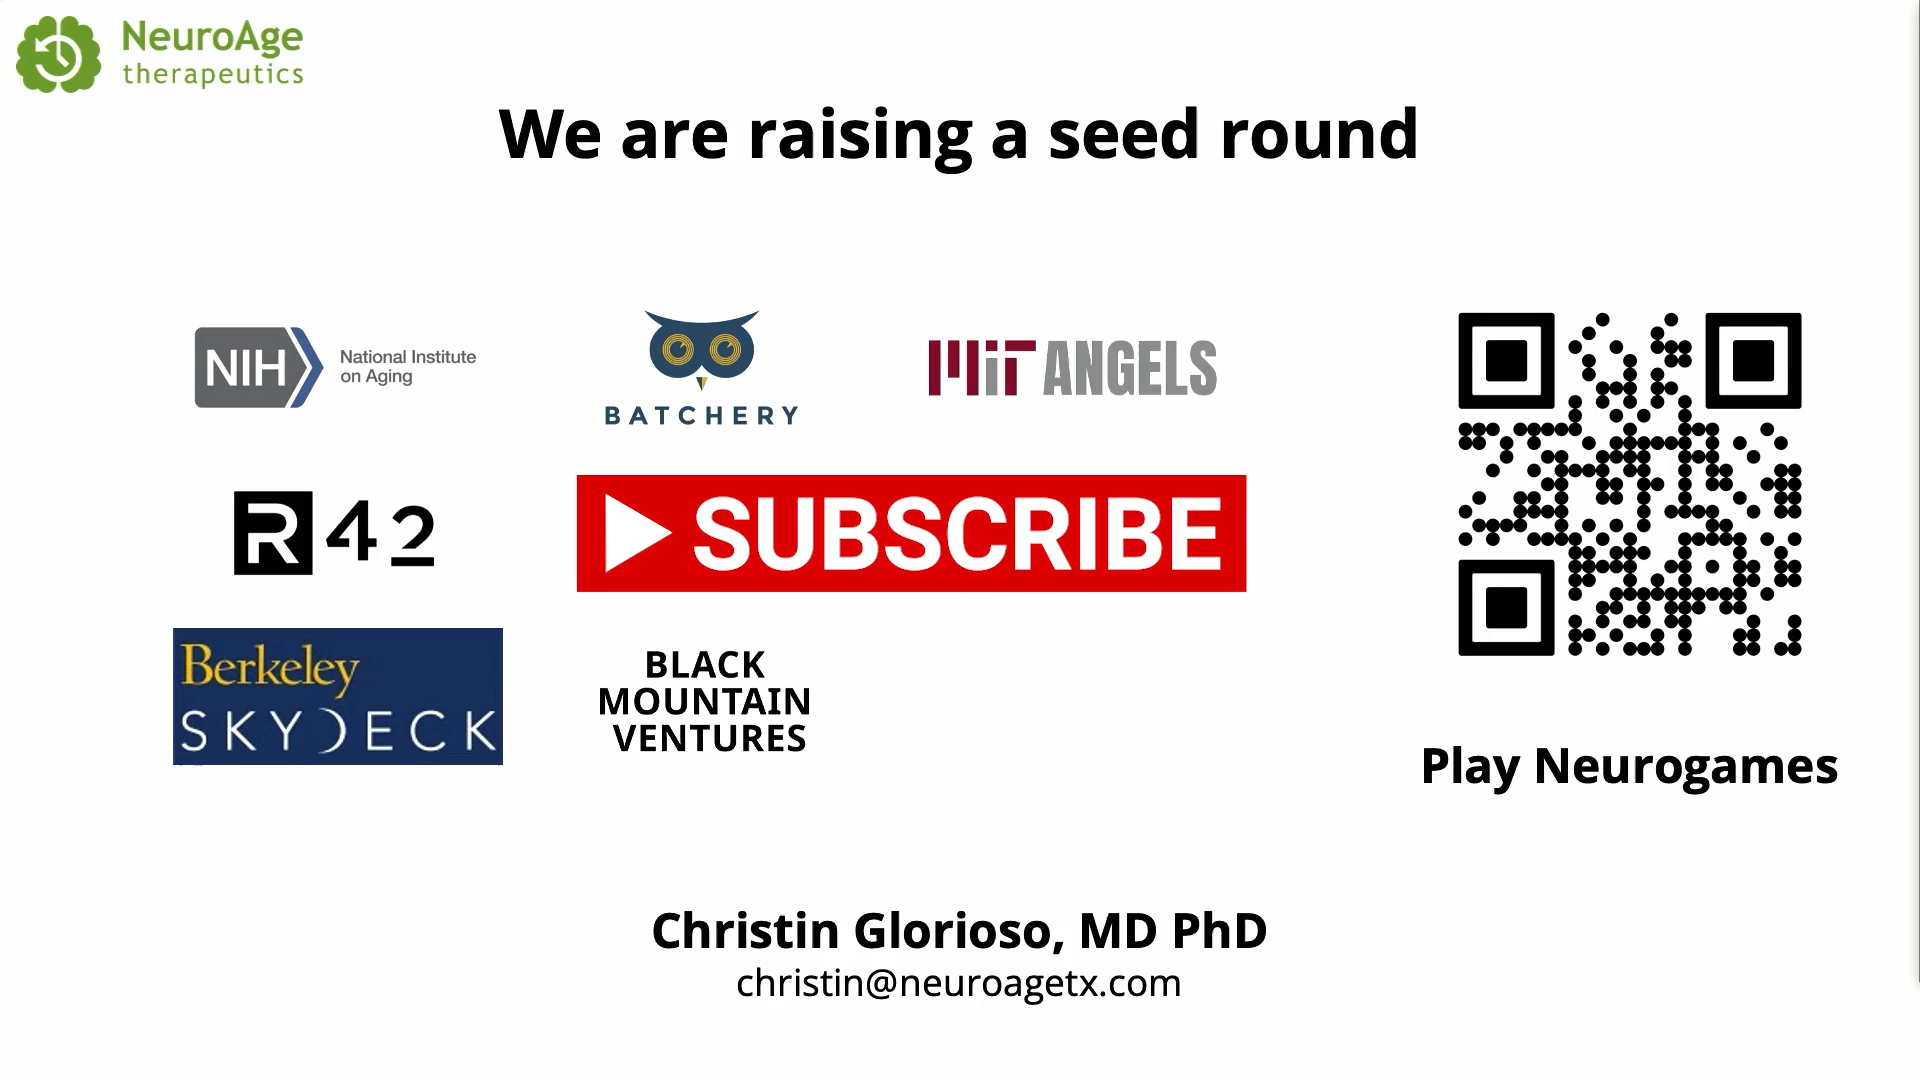 NeuroAge
therapeutics
We are raising a seed round
NIH
National Institute
on Aging
BATCHERY
MIT ANGELS
R42
SUBSCRIBE
Berkeley
SKYDECK
BLACK
MOUNTAIN
VENTURES
Play Neurogames
Christin Glorioso, MD PhD
christin@neuroagetx.com